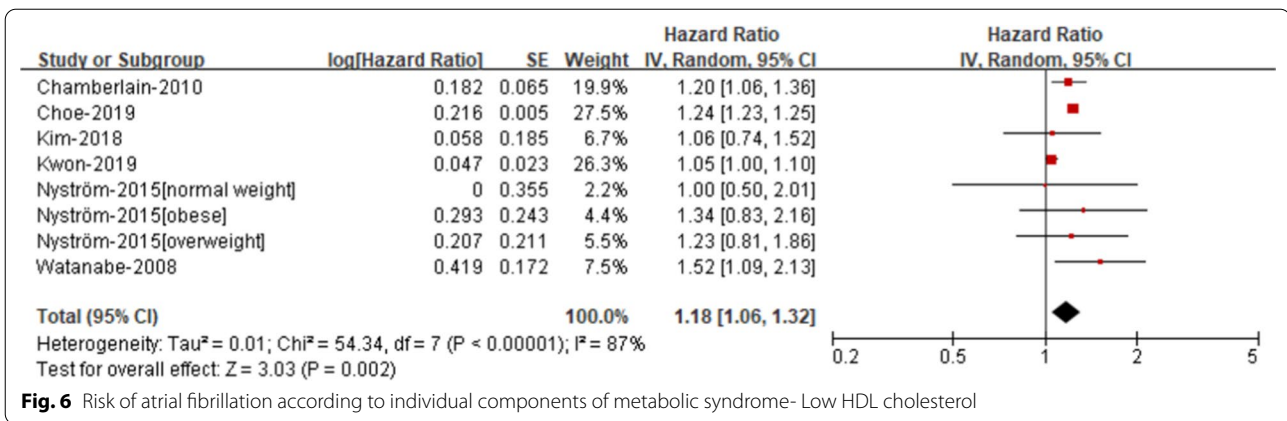 Hazard Ratio Hazard Ratio
Study or Subgroup log[Hazard Ratio] SE Weight IV, Random, 95% CI IV, Random, 95% CI
Chamberlain-2010 0.182 0.065 19.9% 1.20 [1.06, 1.36]
Choe-2019 0.216 0.005 27.5% 1.24 [1.23, 1.25]
Kim-2018 0.058 0.185 6.7% 1.06 [0.74, 1.52]
Kwon-2019 0.047 0.023 26.3% 1.05 [1.00, 1.10]
Nyström-2015[normal weight] 0 0.355 2.2% 1.00 [0.50, 2.01]
Nyström-2015[obese] 0.293 0.243 4.4% 1.34 [0.83, 2.16]
Nyström-2015[overweight] 0.207 0.211 5.5% 1.23 [0.81, 1.86]
Watanabe-2008 0.419 0.172 7.5% 1.52 [1.09, 2.13]
Total (95% CI) 100.0% 1.18 [1.06, 1.32]
Heterogeneity: Tau² = 0.01; Chi² = 54.34, df = 7 (P < 0.00001); I² = 87%
Test for overall effect: Z = 3.03 (P = 0.002)
0.2 0.5 1 2 5
Fig. 6 Risk of atrial fibrillation according to individual components of metabolic syndrome- Low HDL cholesterol